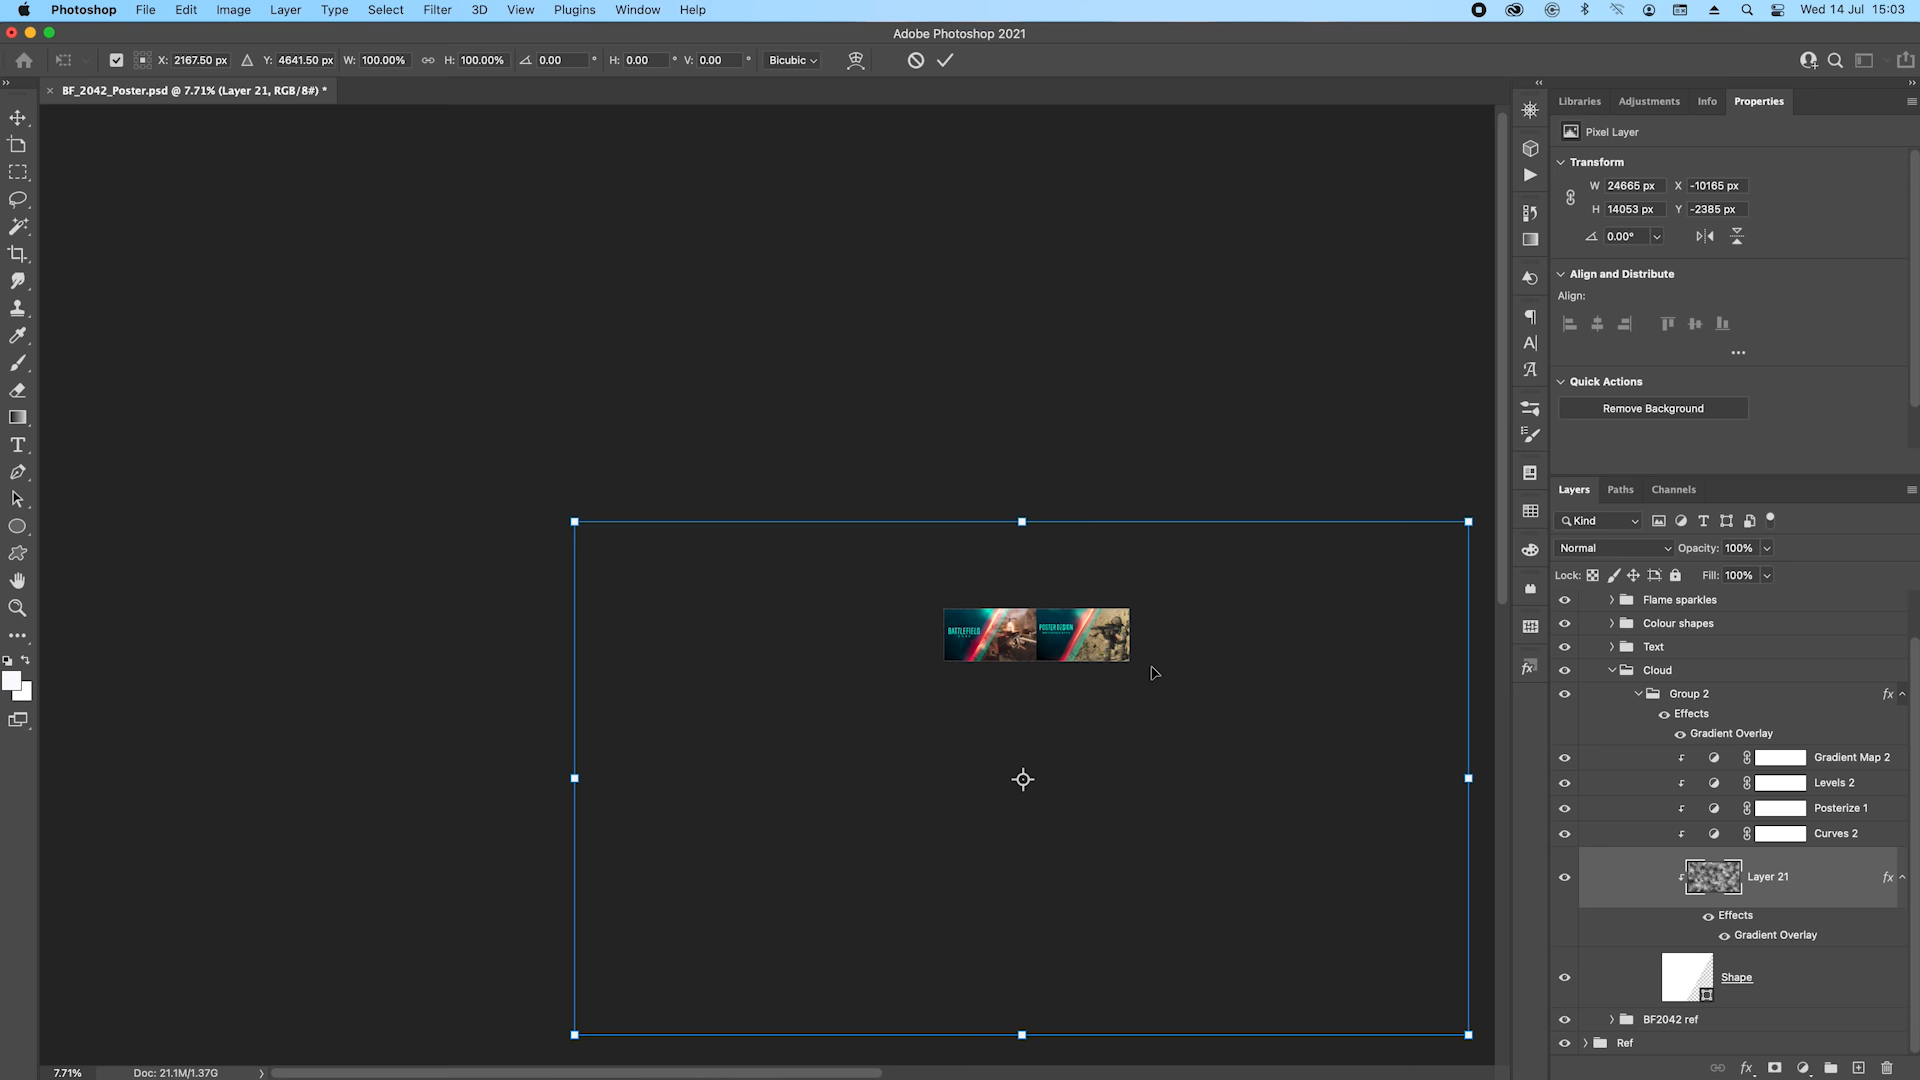 Photoshop File Edit Image Layer Type Select Filter 3D View Plugins Window Help Wed 14 Jul 15:03
Adobe Photoshop 2021
X: 2167.50 px Y: 4641.50 px W: 100.00% H: 100.00% 0.00 ° H: 0.00 ° V: 0.00 ° Bicubic
BF_2042_Poster.psd @ 7.71% (Layer 21, RGB/8#) *
Libraries Adjustments Info Properties
Pixel Layer
Transform
W 24665 px X -10165 px
H 14053 px Y -2385 px
0.00°
Align and Distribute
Align:
Quick Actions
Remove Background
Layers Paths Channels
Kind
Normal Opacity: 100%
Lock: Fill: 100%
Flame sparkles
Colour shapes
Text
Cloud
Group 2 fx
Effects
Gradient Overlay
Gradient Map 2
Levels 2
Posterize 1
Curves 2
Layer 21 fx
Effects
Gradient Overlay
Shape
BF2042 ref
Ref
BATTLEFIELD
POSTER DESIGN
7.71% Doc: 21.1M/1.37G